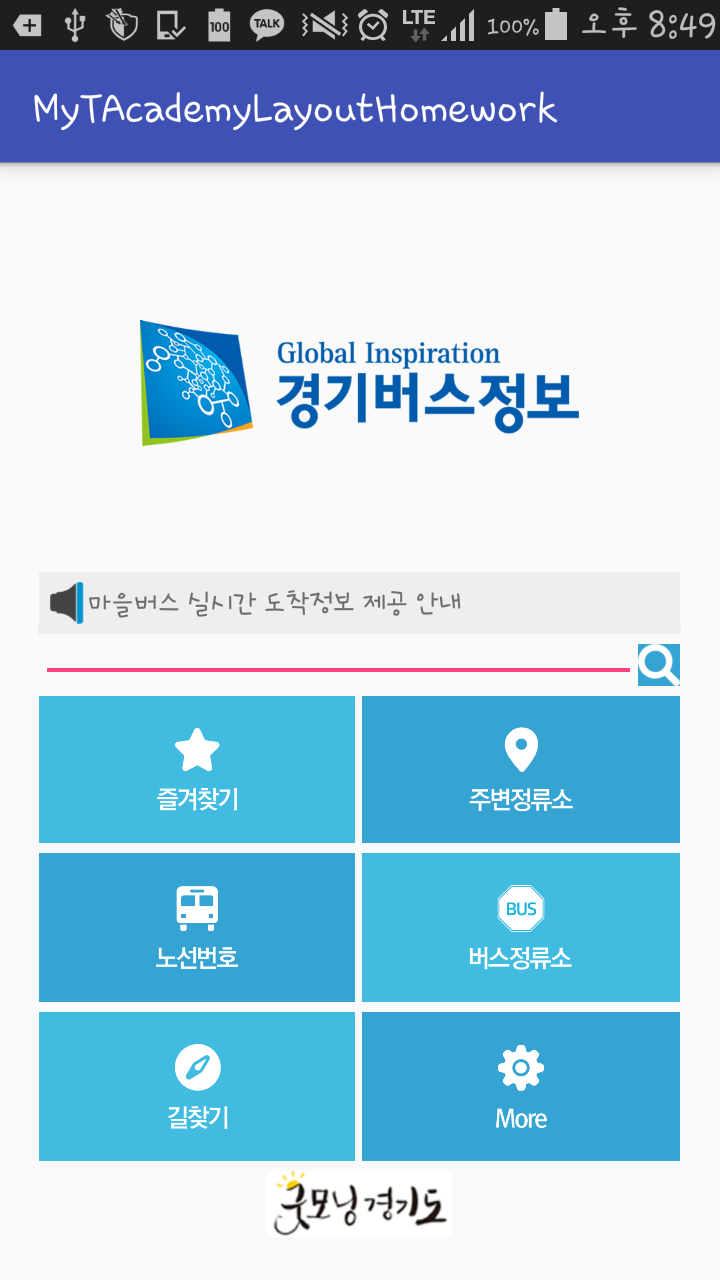 100 TALK LTE 100% 오후 8:49
MyTAcademyLayoutHomework
Global Inspiration
경기버스정보
마을버스 실시간 도착정보 제공 안내
즐겨찾기
주변정류소
노선번호
BUS
버스정류소
길찾기
More
굿모닝 경기도